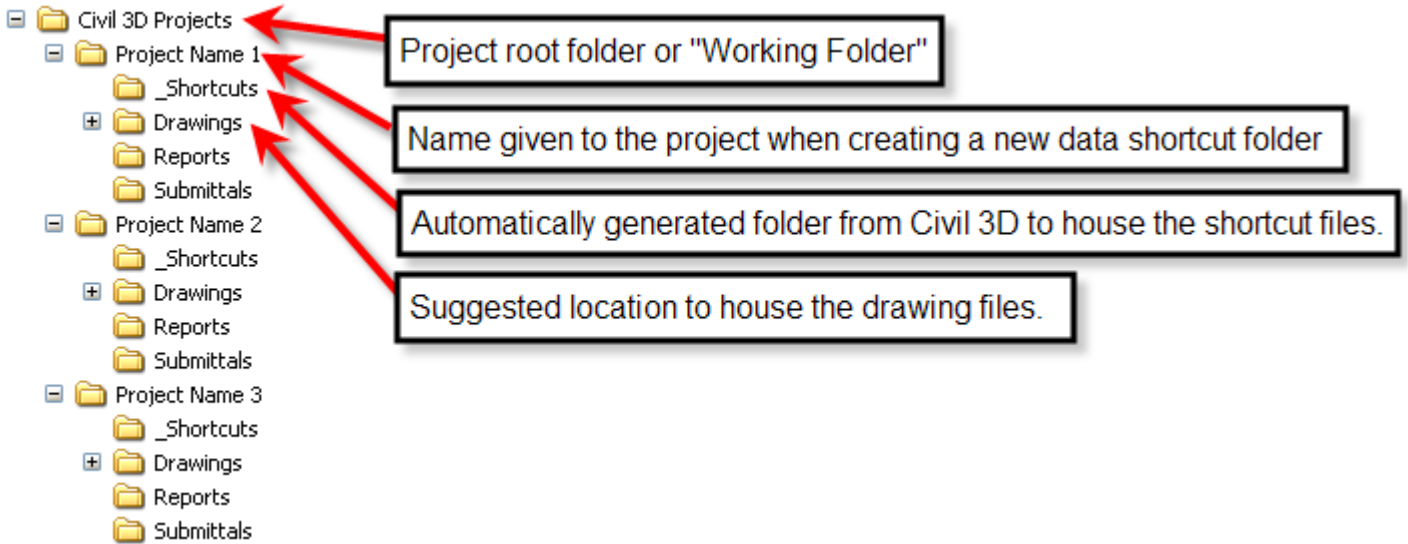 Civil 3D Projects
Project root folder or "Working Folder"
Project Name 1
_Shortcuts
Name given to the project when creating a new data shortcut folder
Drawings
Reports
Submittals
Automatically generated folder from Civil 3D to house the shortcut files.
Project Name 2
_Shortcuts
Drawings
Suggested location to house the drawing files.
Reports
Submittals
Project Name 3
_Shortcuts
Drawings
Reports
Submittals